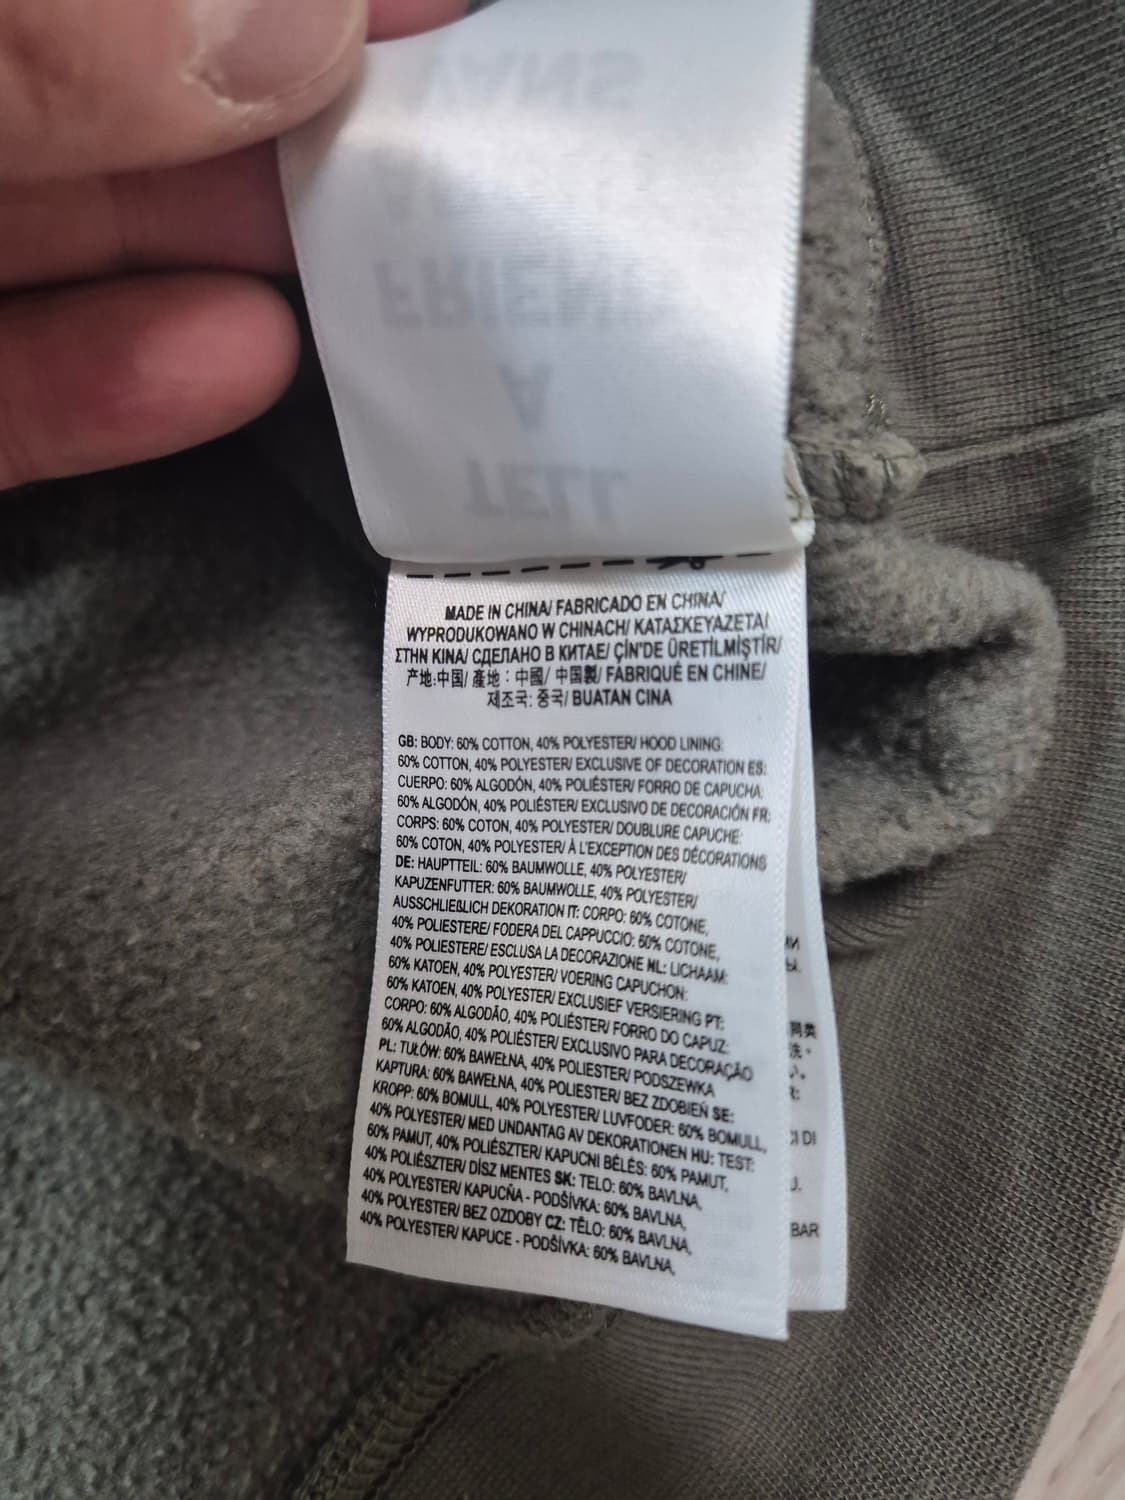 VANS
FRIEND
A
TELL
MADE IN CHINA/ FABRICADO EN CHINA/
WYPRODUKOWANO W CHINACH/ ΚΑΤΑΣΚΕΥΑΖΕΤΑΙ
ΣΤΗΝ ΚΙΝΑ/ СДЕЛАНО В КИТАЕ/ ÇİN'DE ÜRETİLMİŞTİR/
产地:中国/ 產地：中國/ 中国製/ FABRIQUÉ EN CHINE/
제조국: 중국/ BUATAN CINA
GB: BODY: 60% COTTON, 40% POLYESTER/ HOOD LINING:
60% COTTON, 40% POLYESTER/ EXCLUSIVE OF DECORATION ES:
CUERPO: 60% ALGODÓN, 40% POLIÉSTER/ FORRO DE CAPUCHA:
60% ALGODÓN, 40% POLIÉSTER/ EXCLUSIVO DE DECORACIÓN FR:
CORPS: 60% COTON, 40% POLYESTER/ DOUBLURE CAPUCHE:
60% COTON, 40% POLYESTER/ À L'EXCEPTION DES DÉCORATIONS
DE: HAUPTTEIL: 60% BAUMWOLLE, 40% POLYESTER/
KAPUZENFUTTER: 60% BAUMWOLLE, 40% POLYESTER/
AUSSCHLIEßLICH DEKORATION IT: CORPO: 60% COTONE,
40% POLIESTERE/ FODERA DEL CAPPUCCIO: 60% COTONE,
40% POLIESTERE/ ESCLUSA LA DECORAZIONE NL: LICHAAM:
60% KATOEN, 40% POLYESTER/ VOERING CAPUCHON:
60% KATOEN, 40% POLYESTER/ EXCLUSIEF VERSIERING PT:
CORPO: 60% ALGODÃO, 40% POLIÉSTER/ FORRO DO CAPUZ:
60% ALGODÃO, 40% POLIÉSTER/ EXCLUSIVO PARA DECORAÇÃO
PL: TUŁÓW: 60% BAWEŁNA, 40% POLIESTER/ PODSZEWKA
KAPTURA: 60% BAWEŁNA, 40% POLIESTER/ BEZ ZDOBIEŃ SE:
KROPP: 60% BOMULL, 40% POLYESTER/ LUVFODER: 60% BOMULL,
40% POLYESTER/ MED UNDANTAG AV DEKORATIONEN HU: TEST:
60% PAMUT, 40% POLIÉSZTER/ KAPUCNI BÉLÉS: 60% PAMUT,
40% POLIÉSZTER/ DÍSZ MENTES SK: TELO: 60% BAVLNA,
40% POLYESTER/ KAPUCŇA - PODŠÍVKA: 60% BAVLNA,
40% POLYESTER/ BEZ OZDOBY CZ: TĚLO: 60% BAVLNA,
40% POLYESTER/ KAPUCE - PODŠÍVKA: 60% BAVLNA,
同类
洗。
DI
BAR